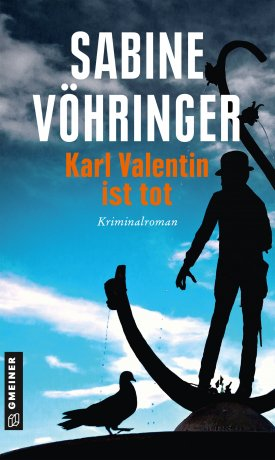 SABINE
VÖHRINGER
Karl Valentin
ist tot
Kriminalroman
GMEINER